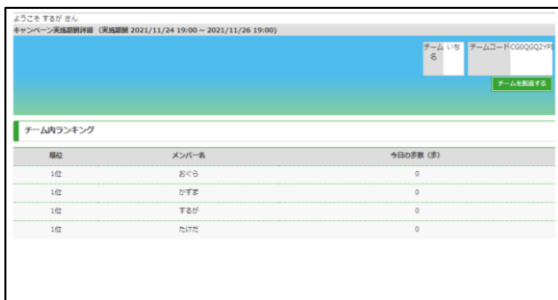 ようこそ するが さん
キャンペーン実施期間詳細 (実施期間 2021/11/24 19:00 ~ 2021/11/26 19:00)
チーム名 いち チームコード CG0QGQ2YPI
チームを脱退する
チーム内ランキング
順位 メンバー名 今日の歩数 (歩)
1位 おぐら 0
1位 かずま 0
1位 するが 0
1位 たけだ 0